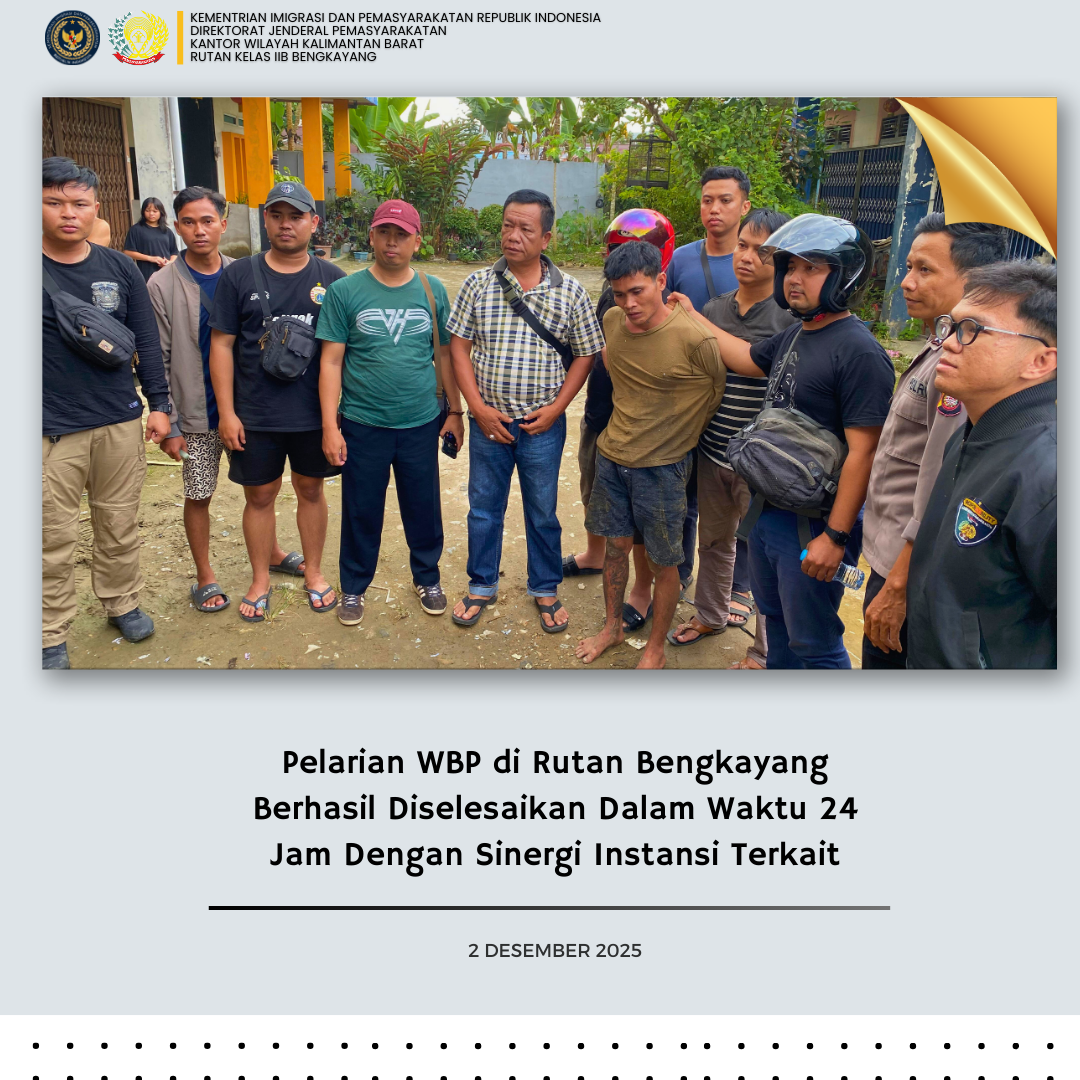 KEMENTRIAN IMIGRASI DAN PEMASYARAKATAN REPUBLIK INDONESIA
DIREKTORAT JENDERAL PEMASYARAKATAN
KANTOR WILAYAH KALIMANTAN BARAT
RUTAN KELAS IIB BENGKAYANG
Pelarian WBP di Rutan Bengkayang
Berhasil Diselesaikan Dalam Waktu 24
Jam Dengan Sinergi Instansi Terkait
2 DESEMBER 2025